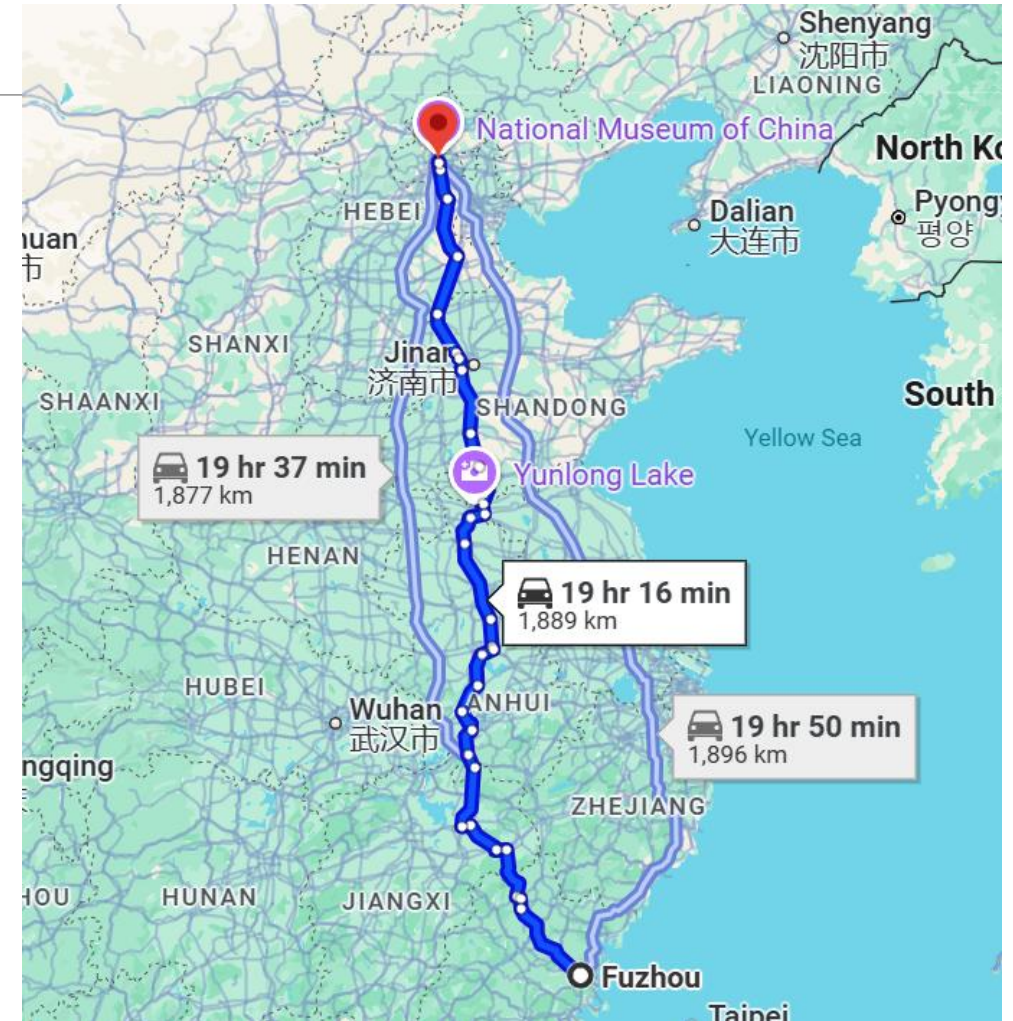 Shenyang
沈阳市
LIAONING
National Museum of China
North Ko
HEBEI
Dalian
大连市
Pyongy
평양
huan
市
SHANXI
Jinan
济南市
SHAANXI
SHANDONG
South
Yellow Sea
19 hr 37 min
1,877 km
Yunlong Lake
HENAN
19 hr 16 min
1,889 km
HUBEI
ANHUI
Wuhan
武汉市
19 hr 50 min
1,896 km
ngqing
ZHEJIANG
HOU
HUNAN
JIANGXI
Fuzhou
Taipei